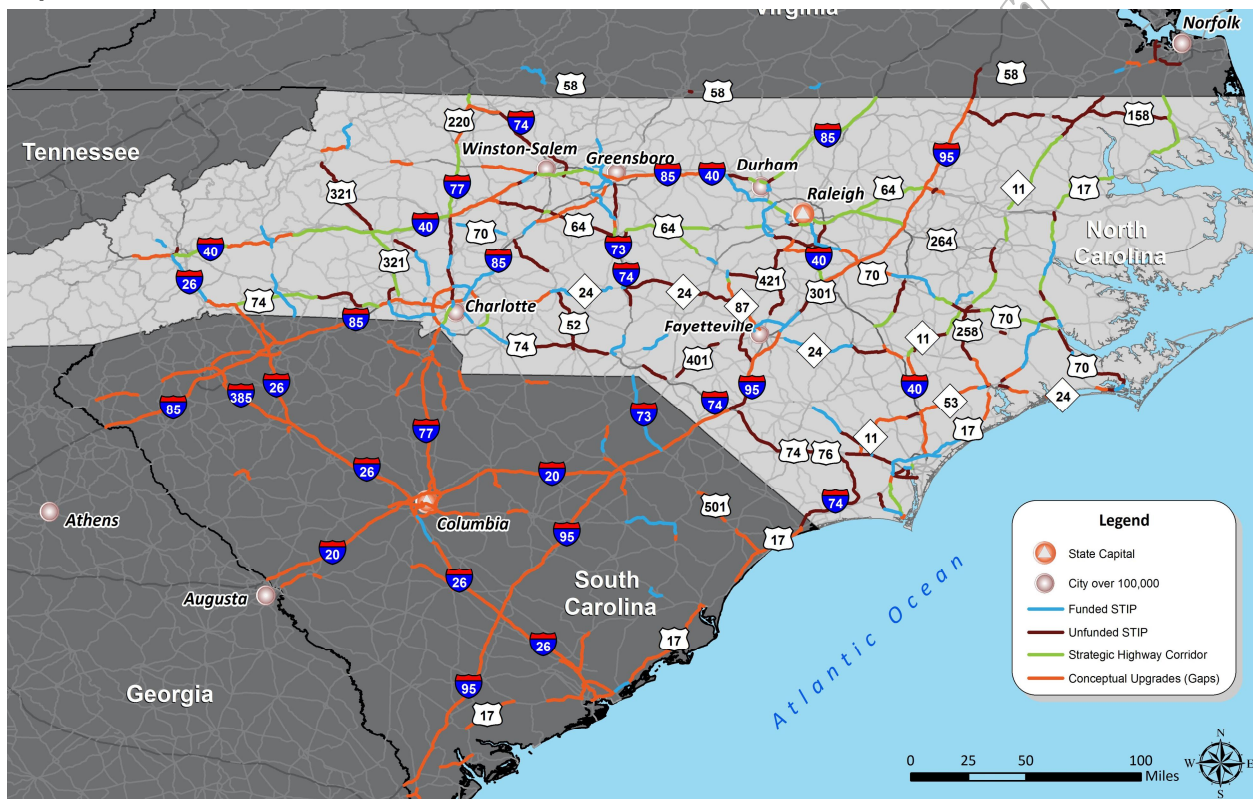 Virginia
Norfolk
58
58
58
220
74
158
Tennessee
Winston-Salem
Greensboro
Durham
85
95
85
40
Raleigh
64
321
77
11
17
40
70
64
64
North
Carolina
40
73
264
321
85
74
421
40
70
26
24
24
301
74
Charlotte
87
52
Fayetteville
258
70
85
74
24
11
401
70
26
95
40
385
74
53
24
85
73
17
77
11
74
76
26
20
74
501
Athens
Columbia
17
95
20
26
South
Carolina
Augusta
26
17
95
Georgia
17
Atlantic Ocean
Legend
State Capital
City over 100,000
Funded STIP
Unfunded STIP
Strategic Highway Corridor
Conceptual Upgrades (Gaps)
N
W
E
S
0
25
50
100
Miles